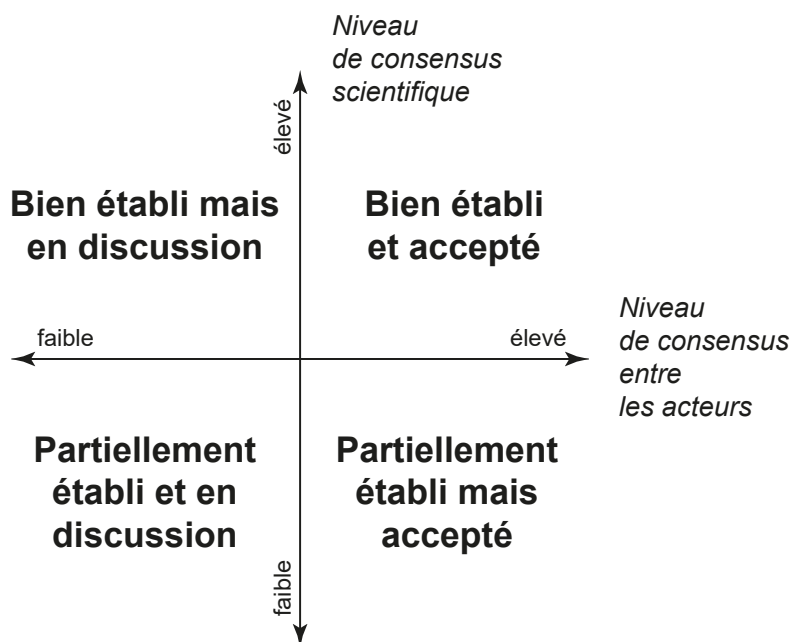 Niveau
de consensus
scientifique
élevé
Bien établi mais
en discussion
Bien établi
et accepté
faible
élevé
Niveau
de consensus
entre
les acteurs
Partiellement
établi et en
discussion
Partiellement
établi mais
accepté
faible